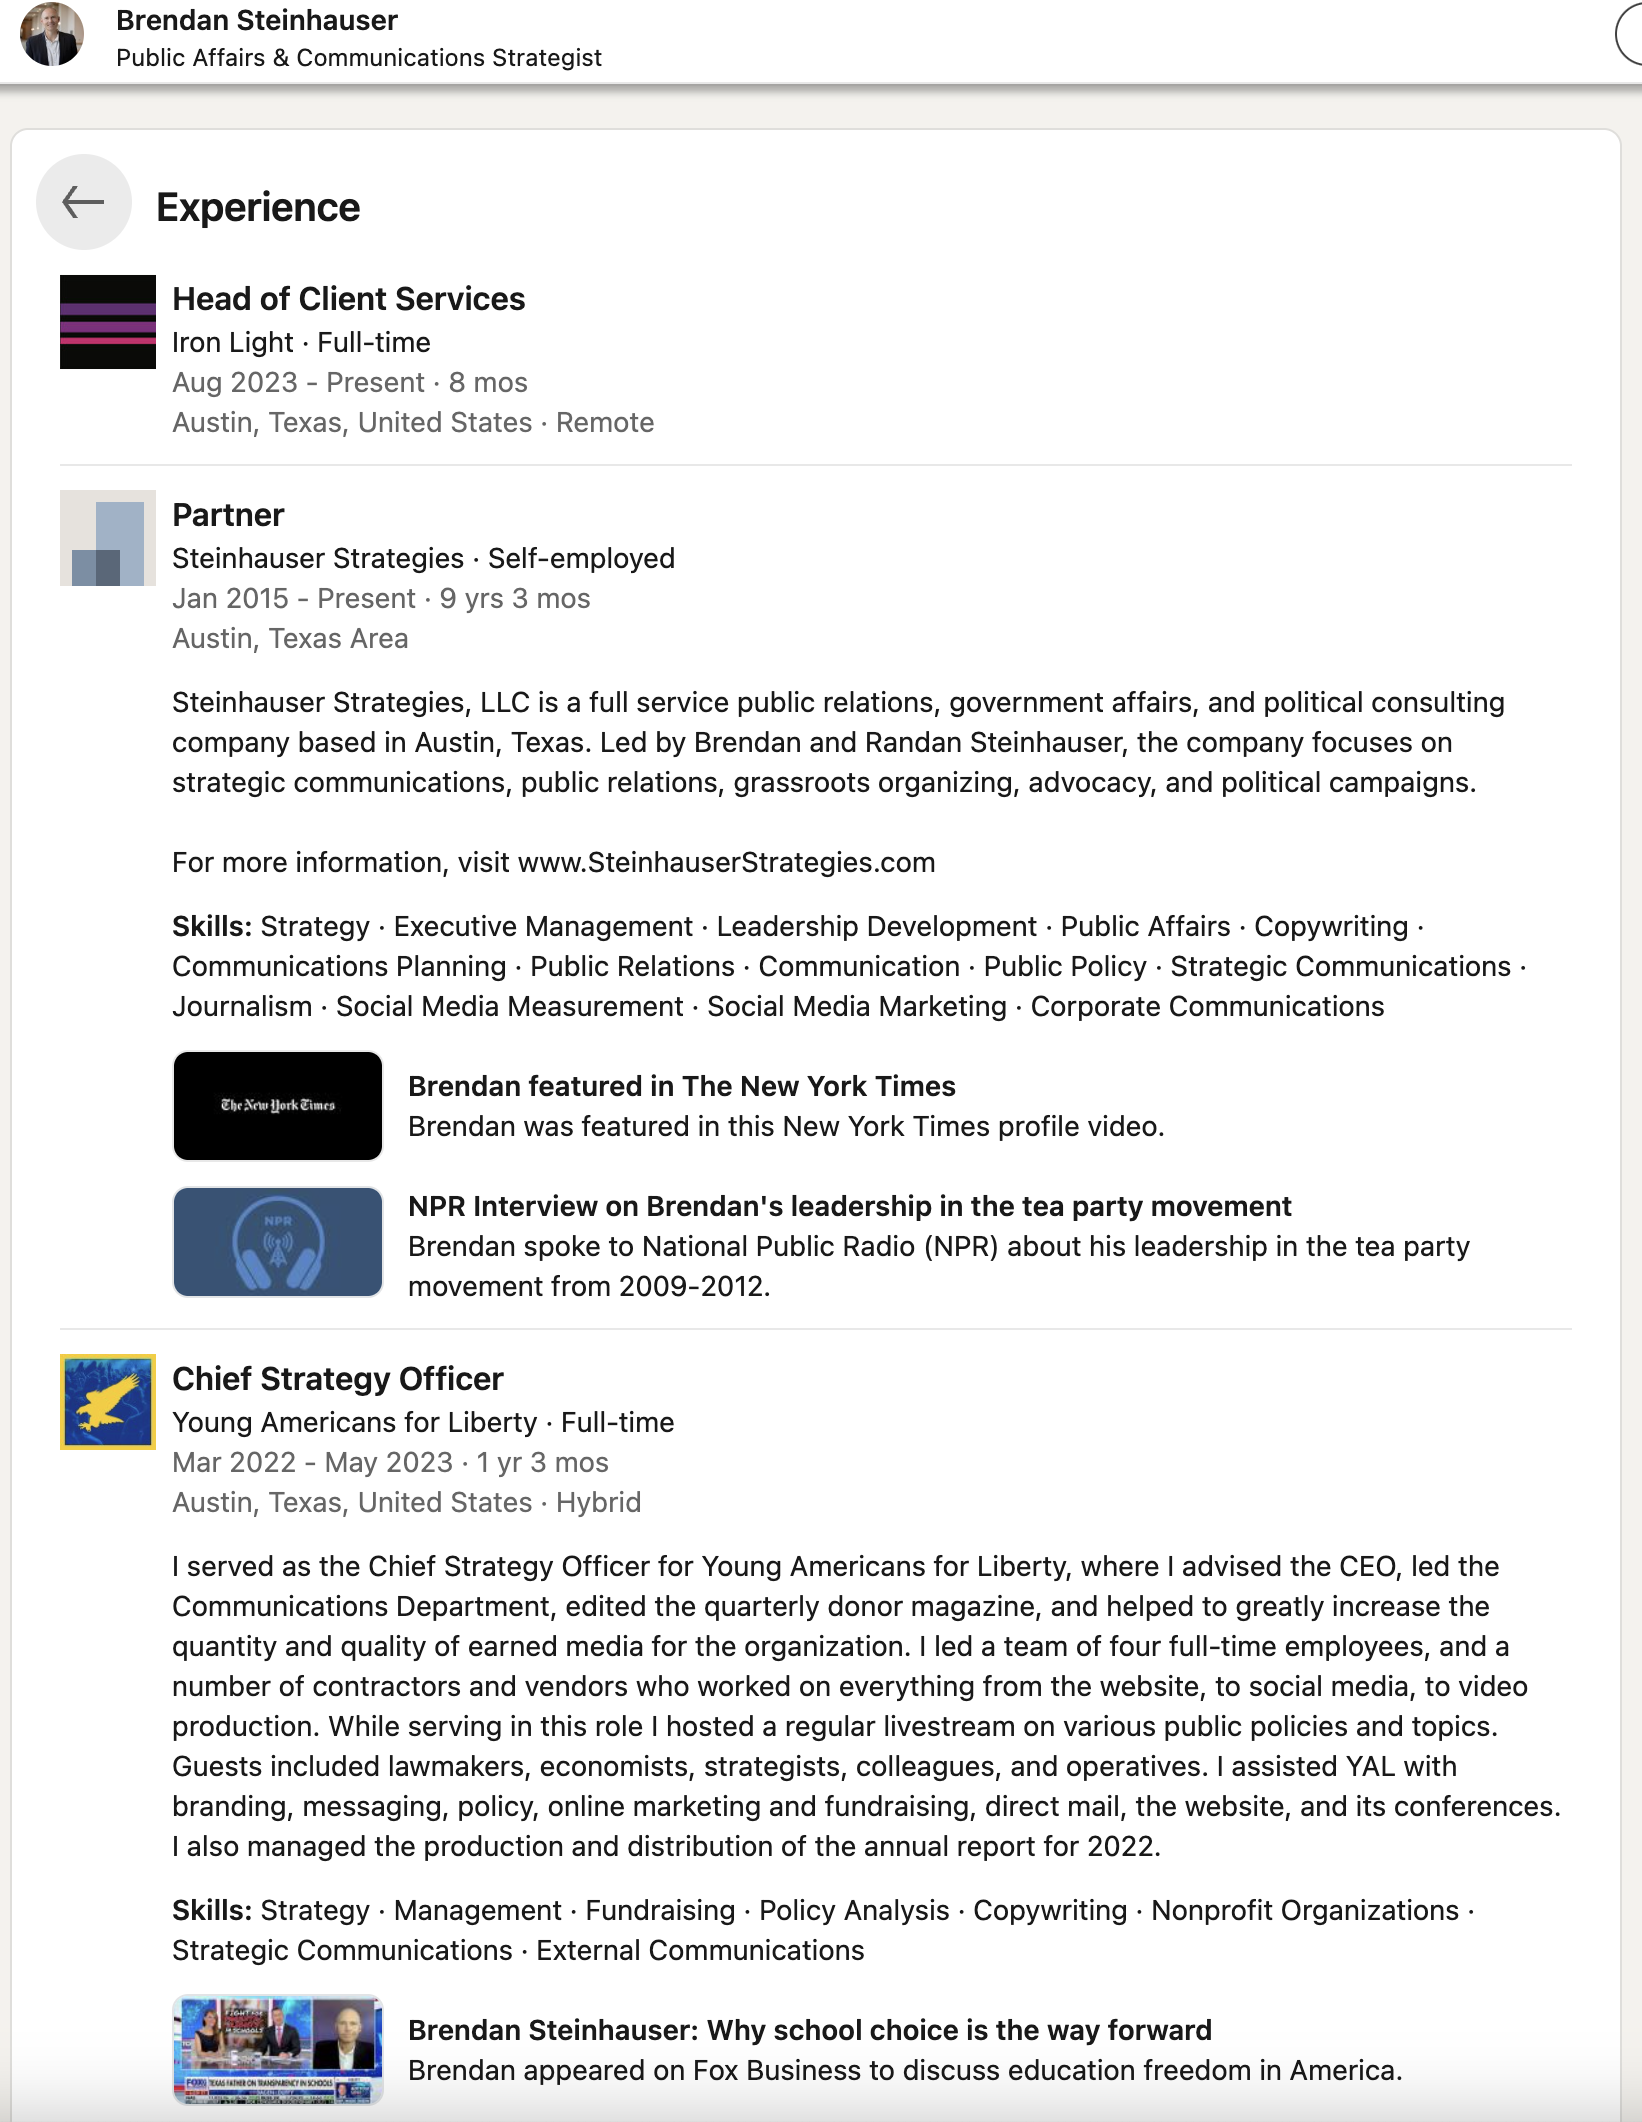 Brendan Steinhauser
Public Affairs & Communications Strategist
Experience
Head of Client Services
Iron Light · Full-time
Aug 2023 - Present · 8 mos
Austin, Texas, United States · Remote
Partner
Steinhauser Strategies · Self-employed
Jan 2015 - Present · 9 yrs 3 mos
Austin, Texas Area
Steinhauser Strategies, LLC is a full service public relations, government affairs, and political consulting
company based in Austin, Texas. Led by Brendan and Randan Steinhauser, the company focuses on
strategic communications, public relations, grassroots organizing, advocacy, and political campaigns.
For more information, visit www.SteinhauserStrategies.com
Skills: Strategy · Executive Management · Leadership Development · Public Affairs · Copywriting ·
Communications Planning · Public Relations · Communication · Public Policy · Strategic Communications ·
Journalism · Social Media Measurement · Social Media Marketing · Corporate Communications
The New York Times
Brendan featured in The New York Times
Brendan was featured in this New York Times profile video.
NPR
NPR Interview on Brendan's leadership in the tea party movement
Brendan spoke to National Public Radio (NPR) about his leadership in the tea party
movement from 2009-2012.
Chief Strategy Officer
Young Americans for Liberty · Full-time
Mar 2022 - May 2023 · 1 yr 3 mos
Austin, Texas, United States · Hybrid
I served as the Chief Strategy Officer for Young Americans for Liberty, where I advised the CEO, led the
Communications Department, edited the quarterly donor magazine, and helped to greatly increase the
quantity and quality of earned media for the organization. I led a team of four full-time employees, and a
number of contractors and vendors who worked on everything from the website, to social media, to video
production. While serving in this role I hosted a regular livestream on various public policies and topics.
Guests included lawmakers, economists, strategists, colleagues, and operatives. I assisted YAL with
branding, messaging, policy, online marketing and fundraising, direct mail, the website, and its conferences.
I also managed the production and distribution of the annual report for 2022.
Skills: Strategy · Management · Fundraising · Policy Analysis · Copywriting · Nonprofit Organizations ·
Strategic Communications · External Communications
TEXAS FATHER ON TRANSPARENCY IN SCHOOLS
Brendan Steinhauser: Why school choice is the way forward
Brendan appeared on Fox Business to discuss education freedom in America.